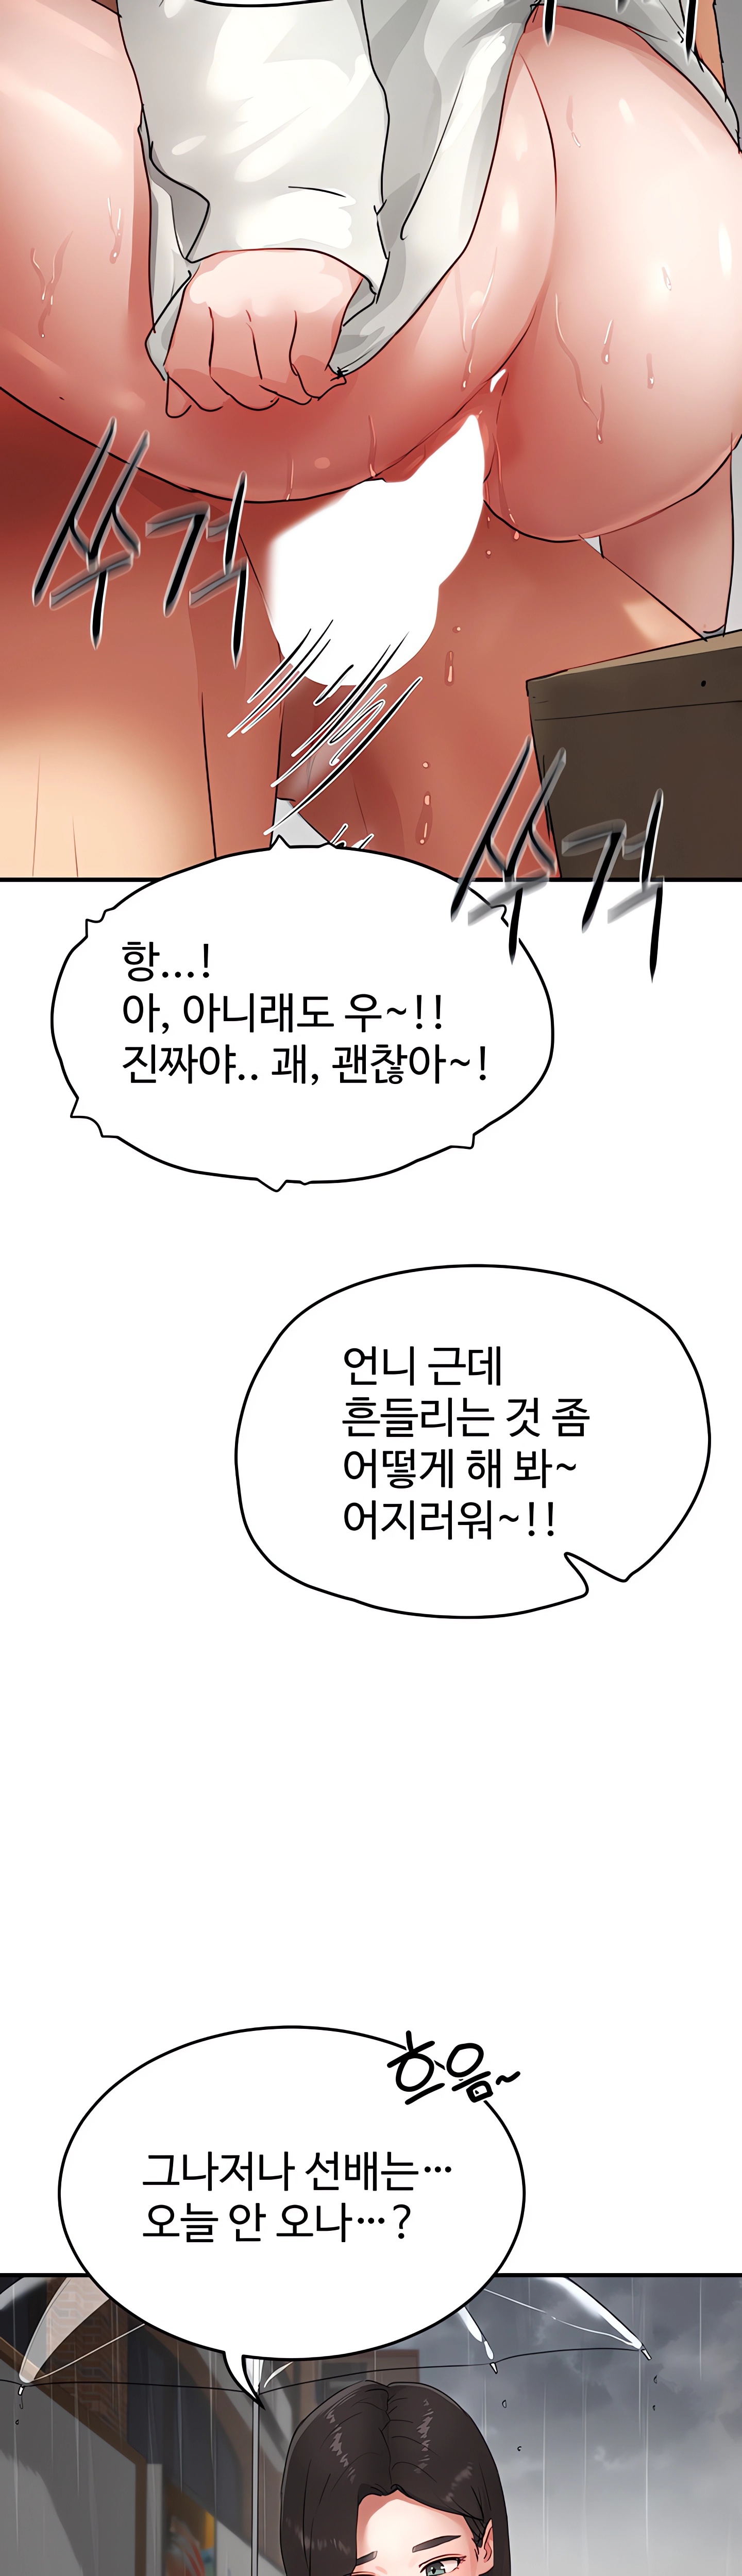 쑤걱
쑤걱
항...!
아, 아니래도 우~!!
진짜야.. 괘, 괜찮아~!
언니 근데
흔들리는 것 좀
어떻게 해 봐~
어지러워~!!
흐음~
그나저나 선배는…
오늘 안 오나…?